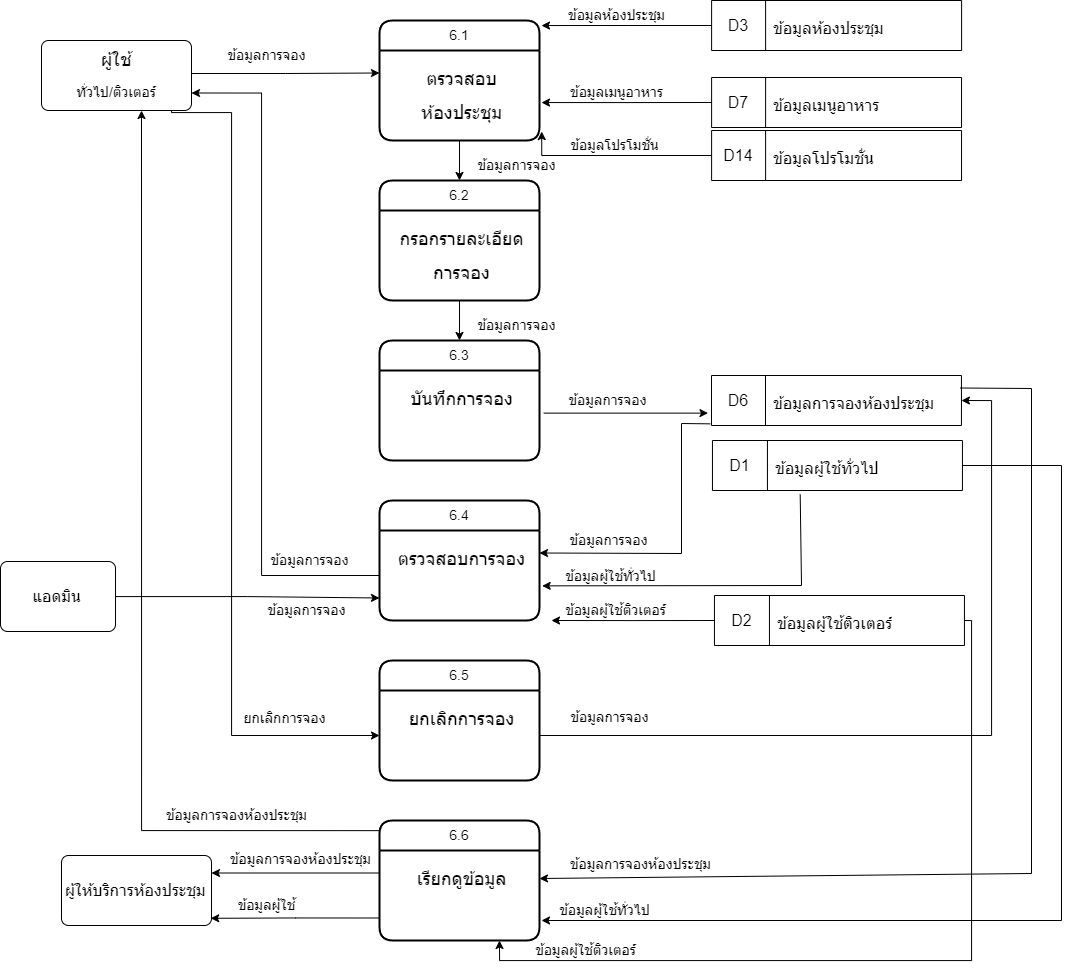 ข้อมูลห้องประชุม
D3
ข้อมูลห้องประชุม
6.1
ผู้ใช้
ทั่วไป/ติวเตอร์
ข้อมูลการจอง
ตรวจสอบ
ห้องประชุม
ข้อมูลเมนูอาหาร
D7
ข้อมูลเมนูอาหาร
ข้อมูลโปรโมชั่น
D14
ข้อมูลโปรโมชั่น
ข้อมูลการจอง
6.2
กรอกรายละเอียด
การจอง
ข้อมูลการจอง
6.3
บันทึกการจอง
ข้อมูลการจอง
D6
ข้อมูลการจองห้องประชุม
D1
ข้อมูลผู้ใช้ทั่วไป
6.4
ตรวจสอบการจอง
ข้อมูลการจอง
ข้อมูลการจอง
ข้อมูลผู้ใช้ทั่วไป
แอดมิน
ข้อมูลการจอง
ข้อมูลผู้ใช้ติวเตอร์
D2
ข้อมูลผู้ใช้ติวเตอร์
6.5
ยกเลิกการจอง
ยกเลิกการจอง
ข้อมูลการจอง
ข้อมูลการจองห้องประชุม
6.6
เรียกดูข้อมูล
ข้อมูลการจองห้องประชุม
ข้อมูลการจองห้องประชุม
ผู้ให้บริการห้องประชุม
ข้อมูลผู้ใช้
ข้อมูลผู้ใช้ทั่วไป
ข้อมูลผู้ใช้ติวเตอร์